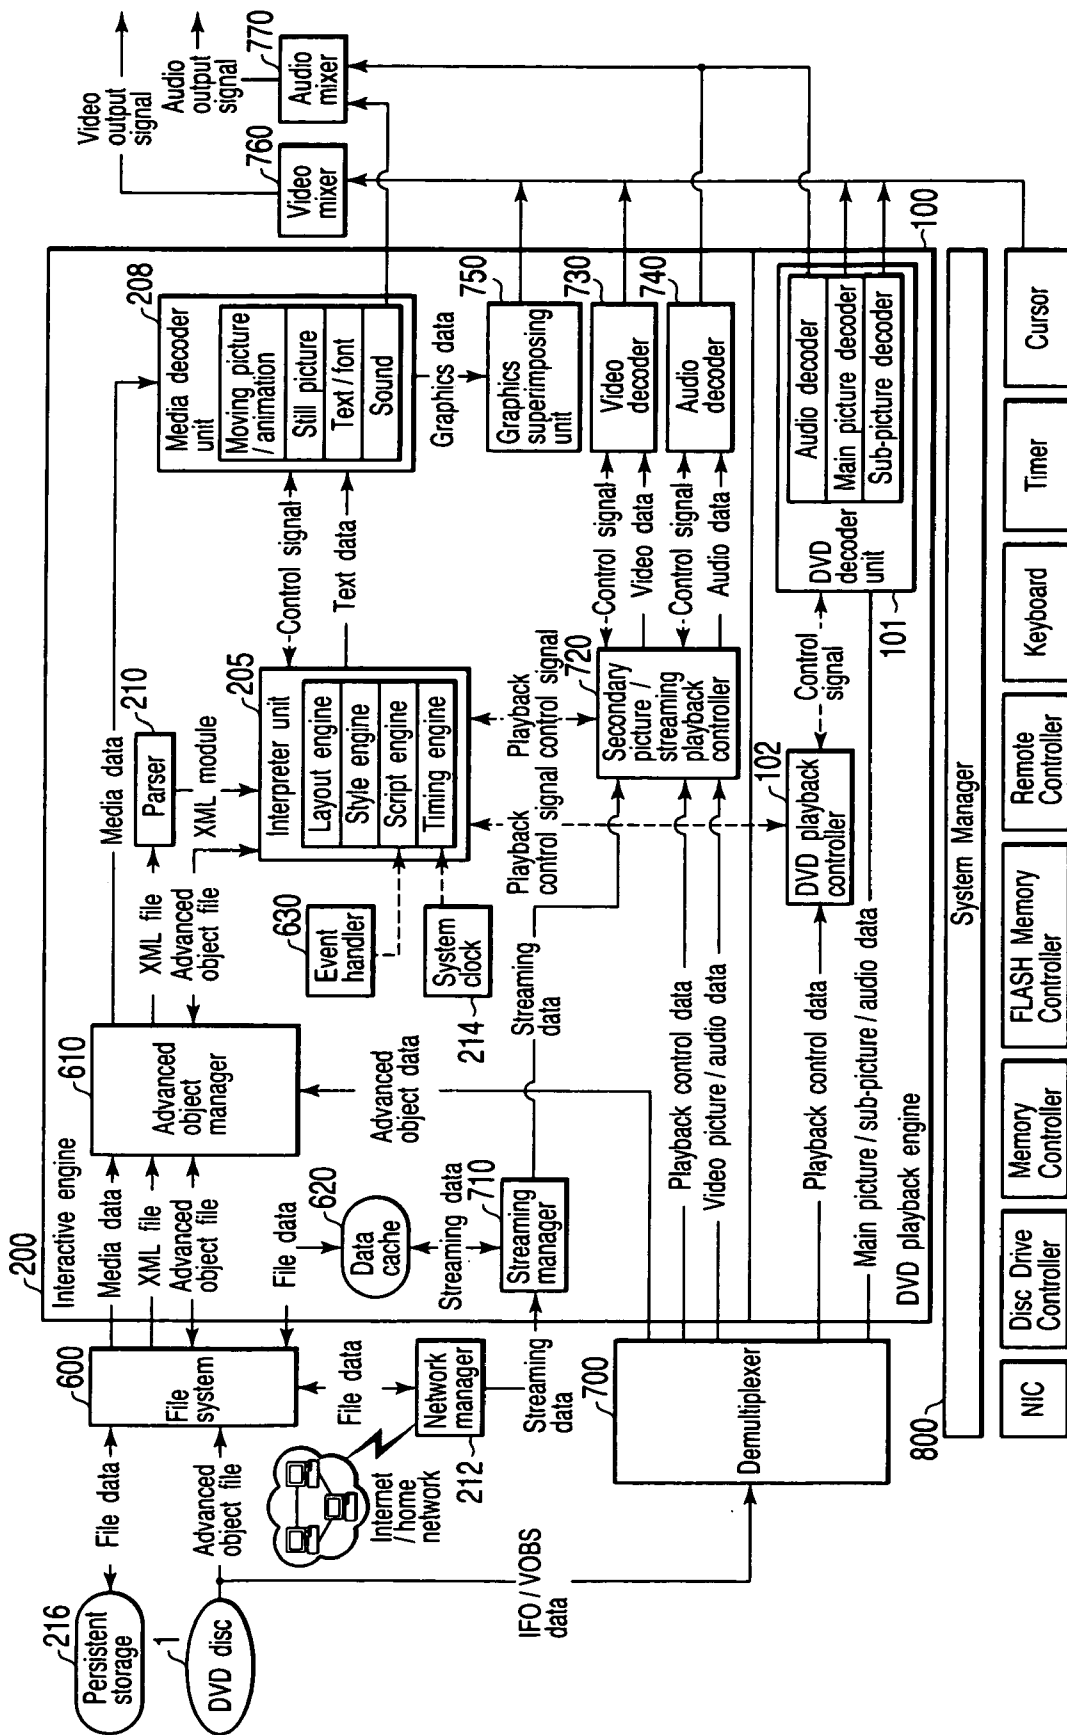 200
Interactive engine
216
Persistent
storage
1
DVD disc
File data
Advanced
object file
600
File
system
Media data
XML file
Advanced
object file
File data
610
Advanced
object
manager
Media data
XML file
Advanced
object file
210
Parser
XML module
208
Media decoder
unit
Moving picture
/ animation
Still picture
Text / font
Sound
205
Interpreter unit
Layout engine
Style engine
Script engine
Timing engine
Control signal
Text data
630
Event
handler
System
clock
214
Graphics data
750
Graphics
superimposing
unit
760
Video
mixer
770
Audio
mixer
Video
output
signal
Audio
output
signal
File data
Internet
/ home
network
Network
manager
212
Streaming
data
620
Data
cache
Streaming data
710
Streaming
manager
Advanced
object data
Streaming
data
Playback
control signal
Playback
control signal
720
Secondary
picture /
streaming
playback
controller
Control signal
Video data
Control signal
Audio data
730
Video
decoder
740
Audio
decoder
IFO / VOBS
data
700
Demultiplexer
Playback control data
Video picture / audio data
Playback control data
Main picture / sub-picture / audio data
DVD playback engine
102
DVD playback
controller
Control
signal
101
DVD
decoder
unit
Audio decoder
Main picture decoder
Sub-picture decoder
100
800
System Manager
NIC
Disc Drive
Controller
Memory
Controller
FLASH Memory
Controller
Remote
Controller
Keyboard
Timer
Cursor